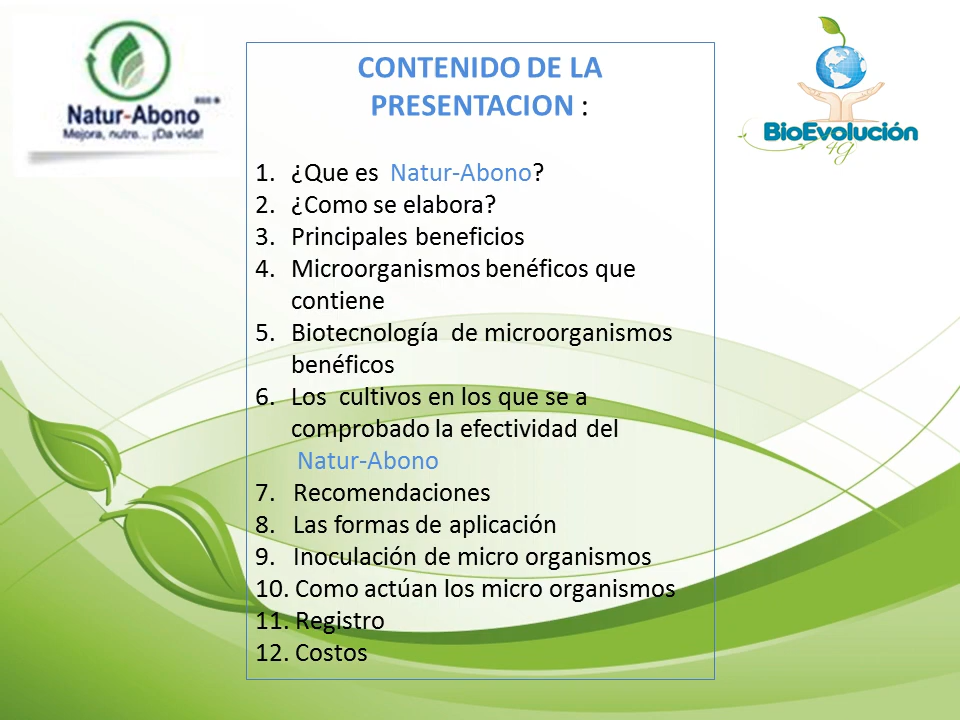 Natur-Abono
Mejora, nutre... ¡Da vida!
BioEvolución
4g
CONTENIDO DE LA
PRESENTACION :
1. ¿Que es Natur-Abono?
2. ¿Como se elabora?
3. Principales beneficios
4. Microorganismos benéficos que
contiene
5. Biotecnología de microorganismos
benéficos
6. Los cultivos en los que se a
comprobado la efectividad del
Natur-Abono
7. Recomendaciones
8. Las formas de aplicación
9. Inoculación de micro organismos
10. Como actúan los micro organismos
11. Registro
12. Costos